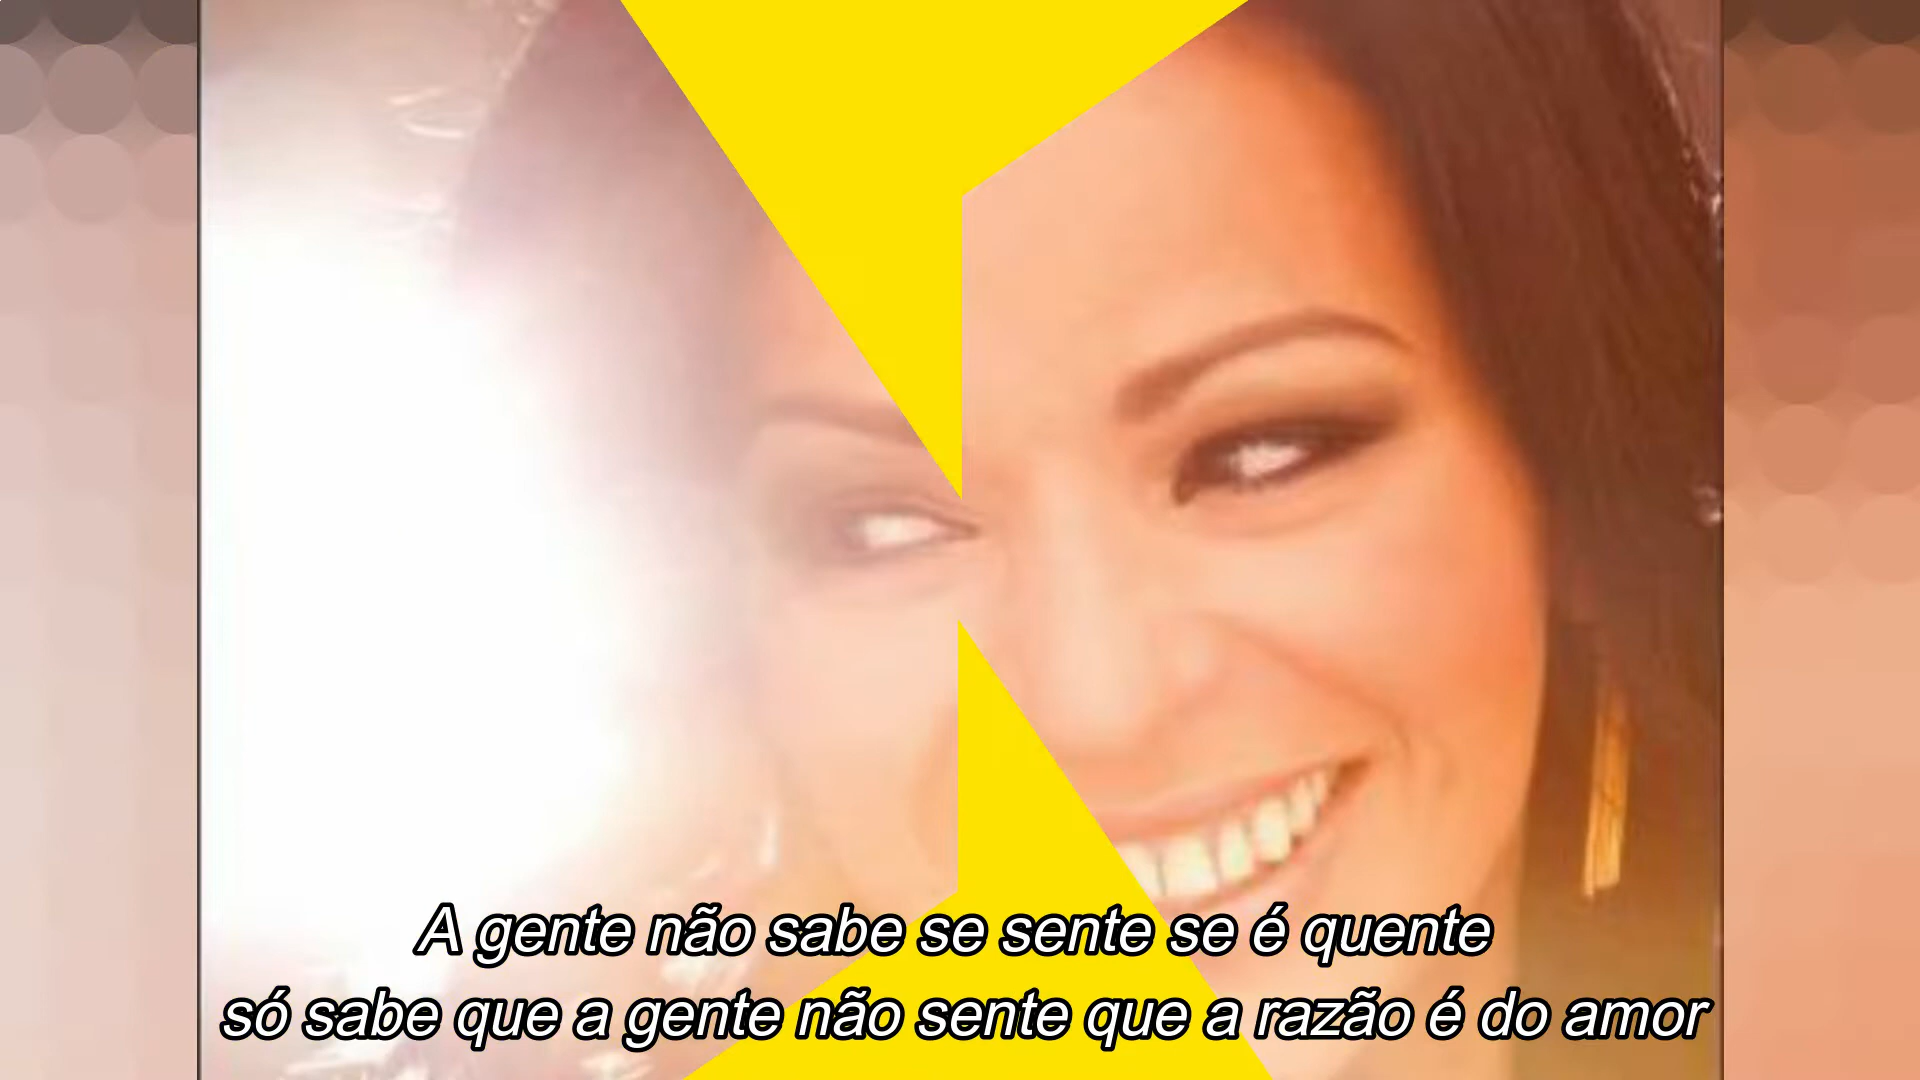 A gente não sabe se sente se é quente
só sabe que a gente não sente que a razão é do amor